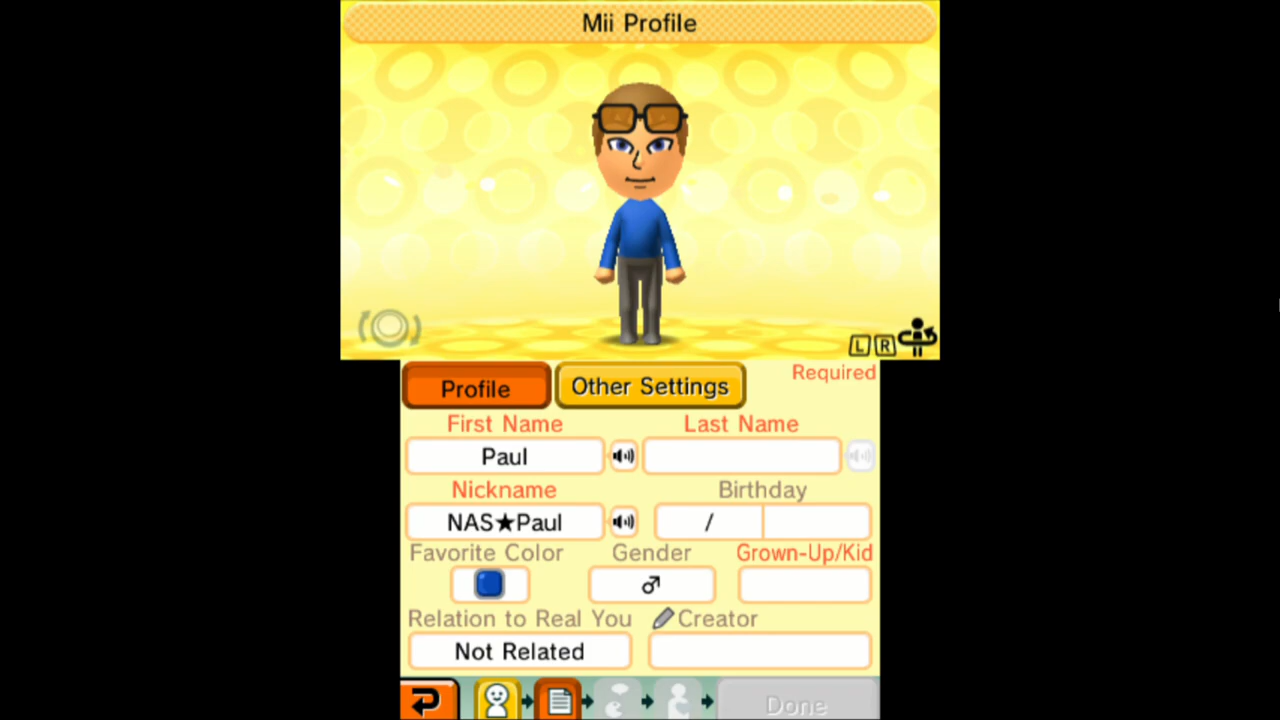 Mii Profile
L R
Profile Other Settings Required
First Name Last Name
Paul
Nickname Birthday
NAS★Paul /
Favorite Color Gender Grown-Up/Kid
♂
Relation to Real You Creator
Not Related
Done